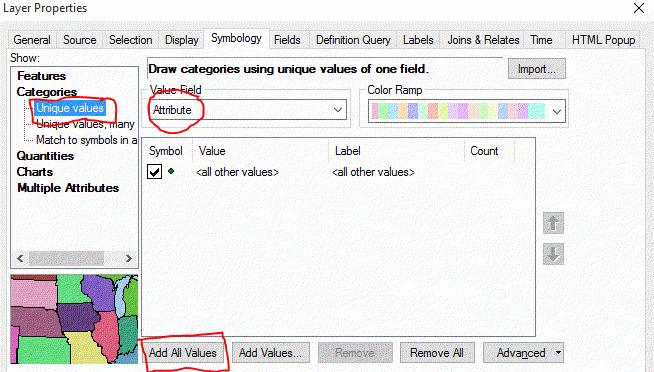 Layer Properties
General Source Selection Display Symbology Fields Definition Query Labels Joins & Relates Time HTML Popup
Show:
Features
Categories
Unique values
Unique values, many
Match to symbols in a
Quantities
Charts
Multiple Attributes
Draw categories using unique values of one field.
Import...
Value Field
Attribute
Color Ramp
Symbol Value Label Count
<all other values> <all other values>
Add All Values Add Values... Remove Remove All Advanced